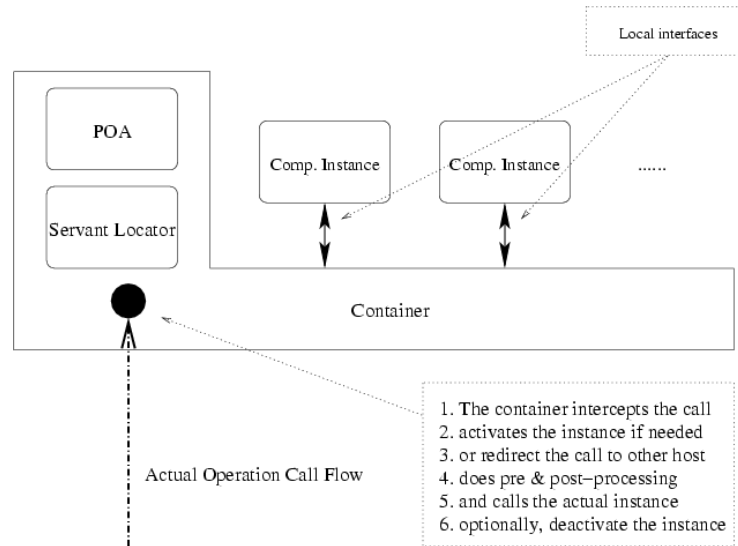 Local interfaces
POA
Comp. Instance
Comp. Instance
......
Servant Locator
Container
1. The container intercepts the call
2. activates the instance if needed
3. or redirect the call to other host
4. does pre & post-processing
5. and calls the actual instance
6. optionally, deactivate the instance
Actual Operation Call Flow